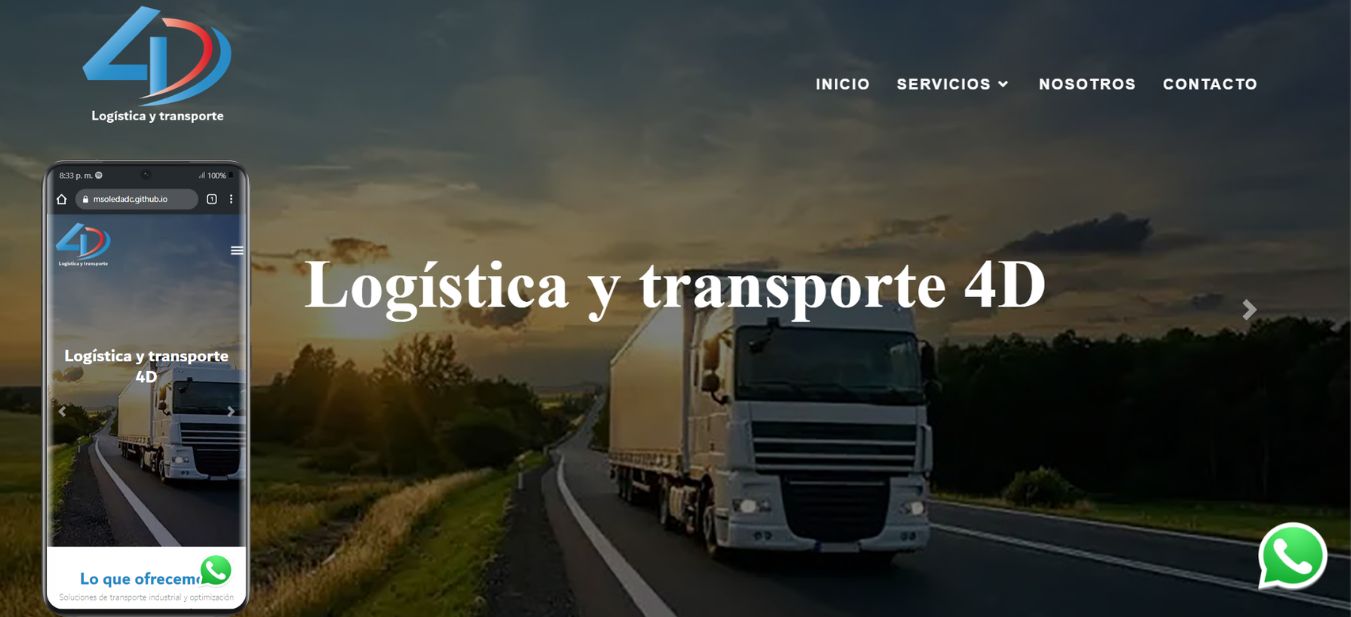 4D
Logística y transporte
INICIO SERVICIOS NOSOTROS CONTACTO
8:33 p. m. 100%
msoledadc.github.io
1
4D
Logística y transporte
Logística y transporte
4D
Lo que ofrecem
Soluciones de transporte industrial y optimización
Logística y transporte 4D